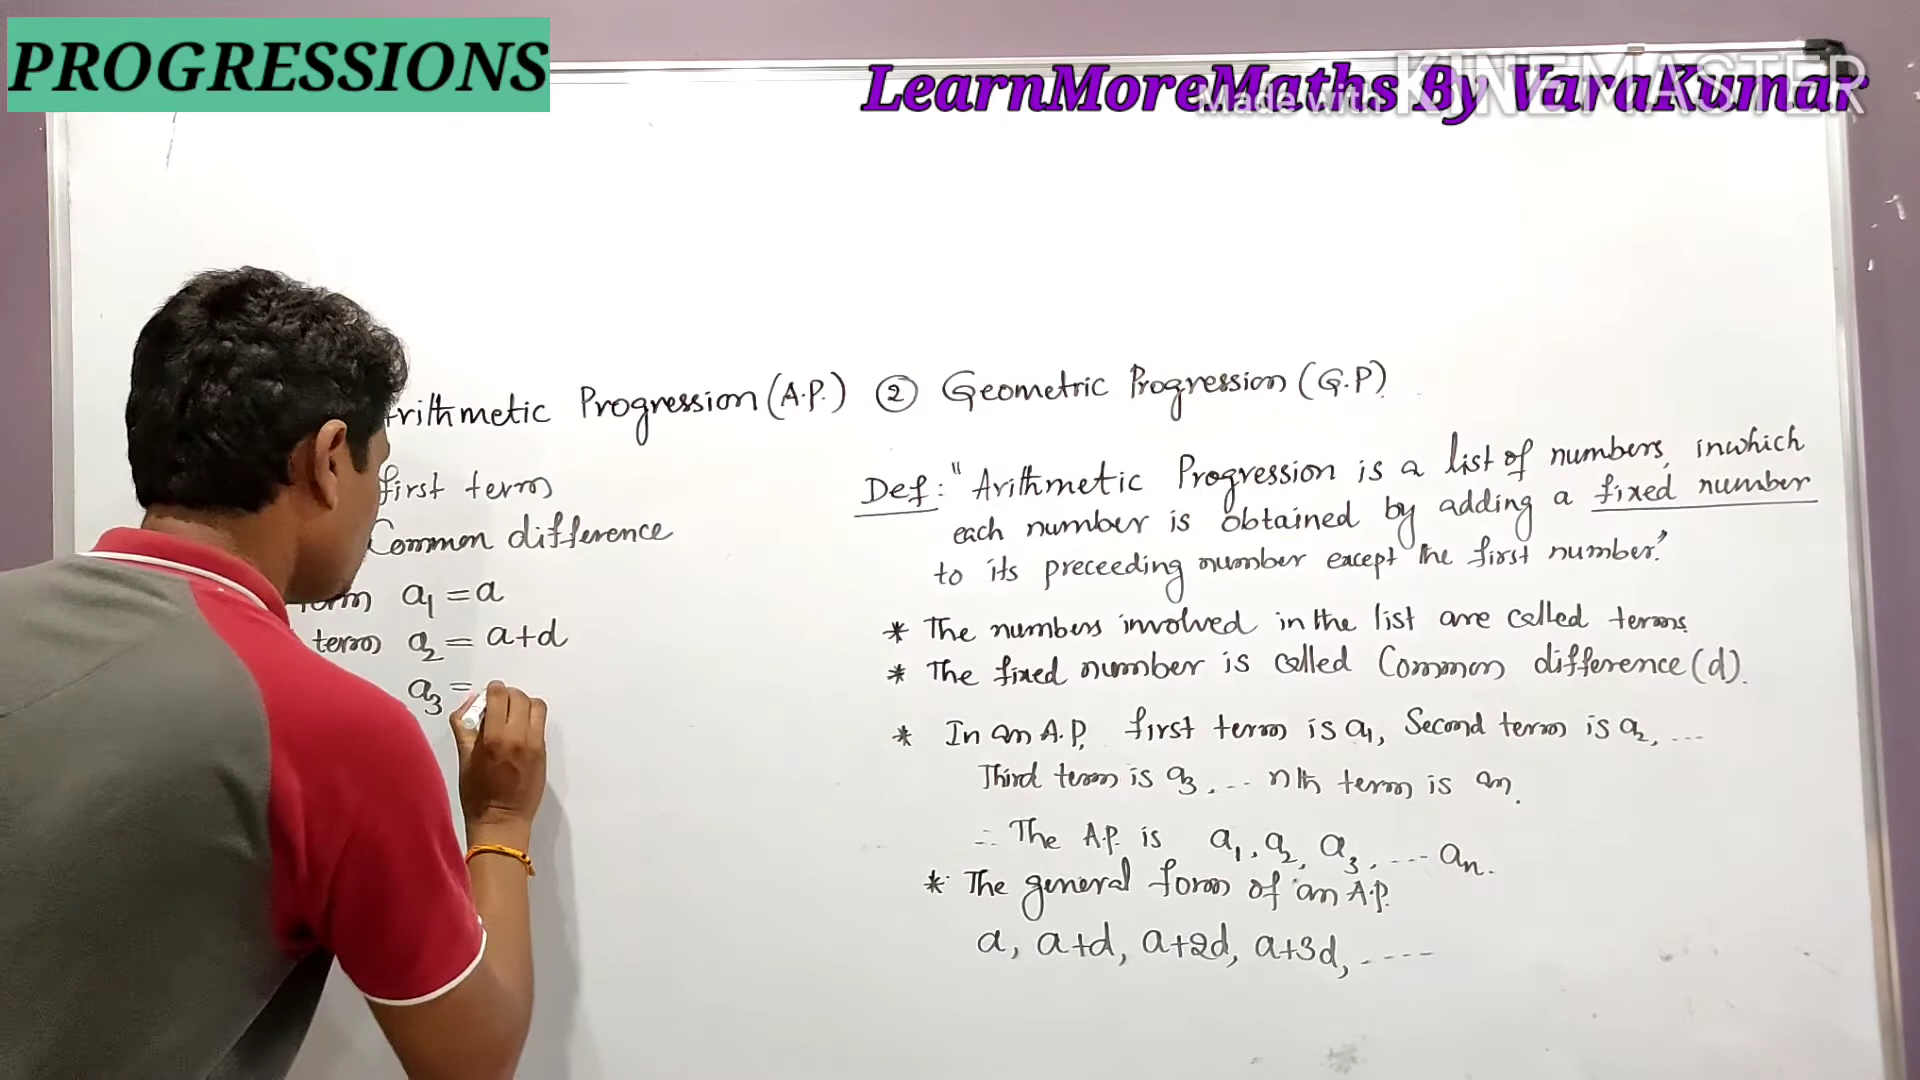 PROGRESSIONS
LearnMoreMaths By VaraKumar
Made with KINEMASTER
Progression (A.P.) ② Geometric Progression (G.P).
first term
Common difference
a₁ = a
term a₂ = a+d
a₃ =
Def: "Arithmetic Progression is a list of numbers, inwhich
each number is obtained by adding a fixed number
to its preceeding number except the first number."
* The numbers involved in the list are called terms.
* The fixed number is called Common difference (d).
* In an A.P, first term is a₁, Second term is a₂, ...
Third term is a₃, ... nth term is an.
∴ The A.P. is a₁, a₂, a₃, .... an.
* The general form of an A.P.
a, a+d, a+2d, a+3d, .....